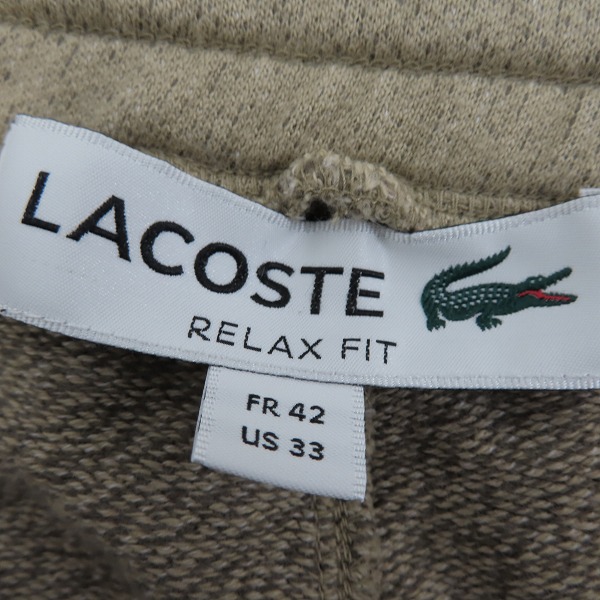 LACOSTE
RELAX FIT
FR 42
US 33